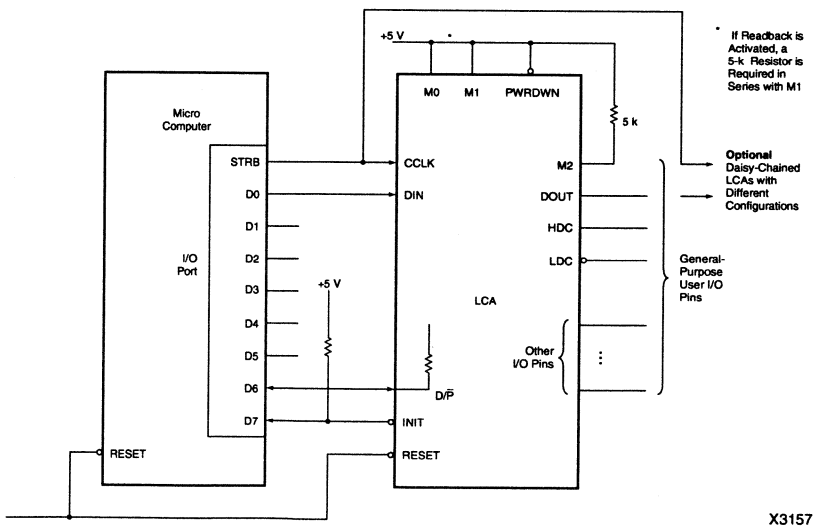 +5 V
*
*
If Readback is
Activated, a
5-k Resistor is
Required in
Series with M1
Micro
Computer
M0
M1
PWRDWN
5 k
STRB
CCLK
M2
Optional
Daisy-Chained
LCAs with
Different
Configurations
D0
DIN
DOUT
D1
HDC
I/O
Port
D2
LDC
General-
Purpose
User I/O
Pins
D3
+5 V
LCA
D4
D5
Other
I/O Pins
D6
D/P̅
D7
INIT
RESET
RESET
X3157